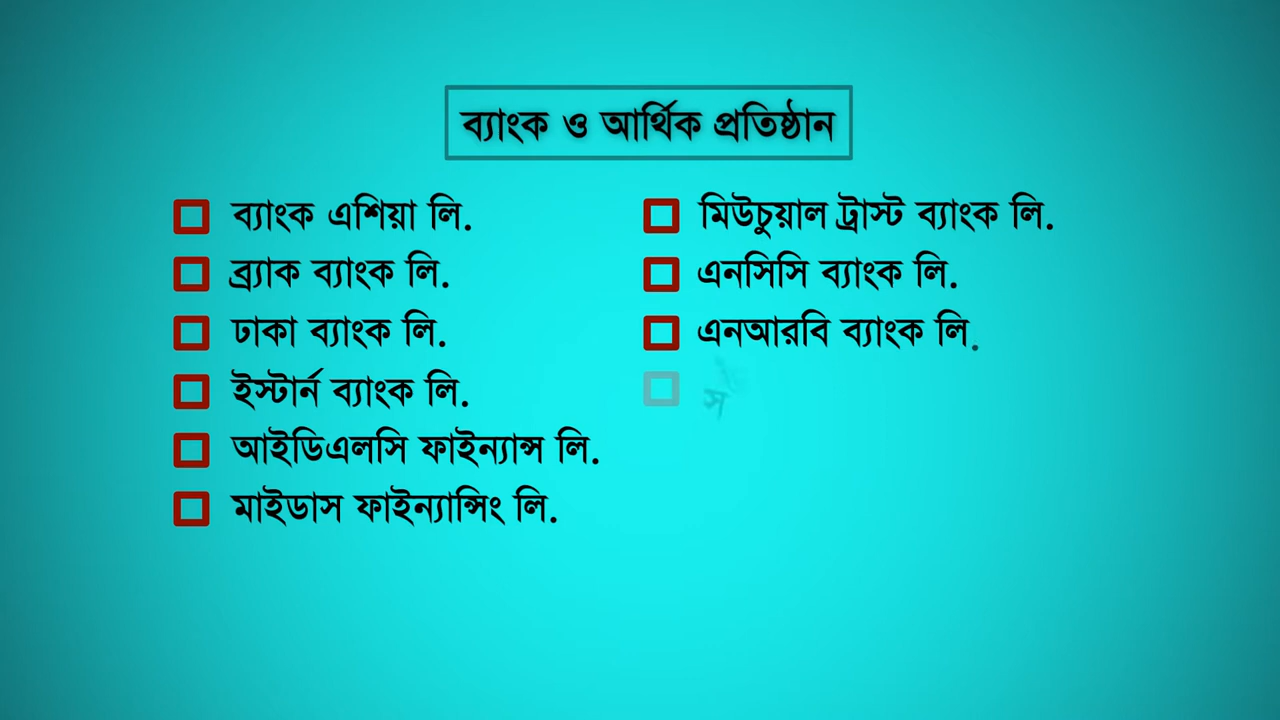 ব্যাংক ও আর্থিক প্রতিষ্ঠান
ব্যাংক এশিয়া লি.
ব্র্যাক ব্যাংক লি.
ঢাকা ব্যাংক লি.
ইস্টার্ন ব্যাংক লি.
আইডিএলসি ফাইন্যান্স লি.
মাইডাস ফাইন্যান্সিং লি.
মিউচুয়াল ট্রাস্ট ব্যাংক লি.
এনসিসি ব্যাংক লি.
এনআরবি ব্যাংক লি.